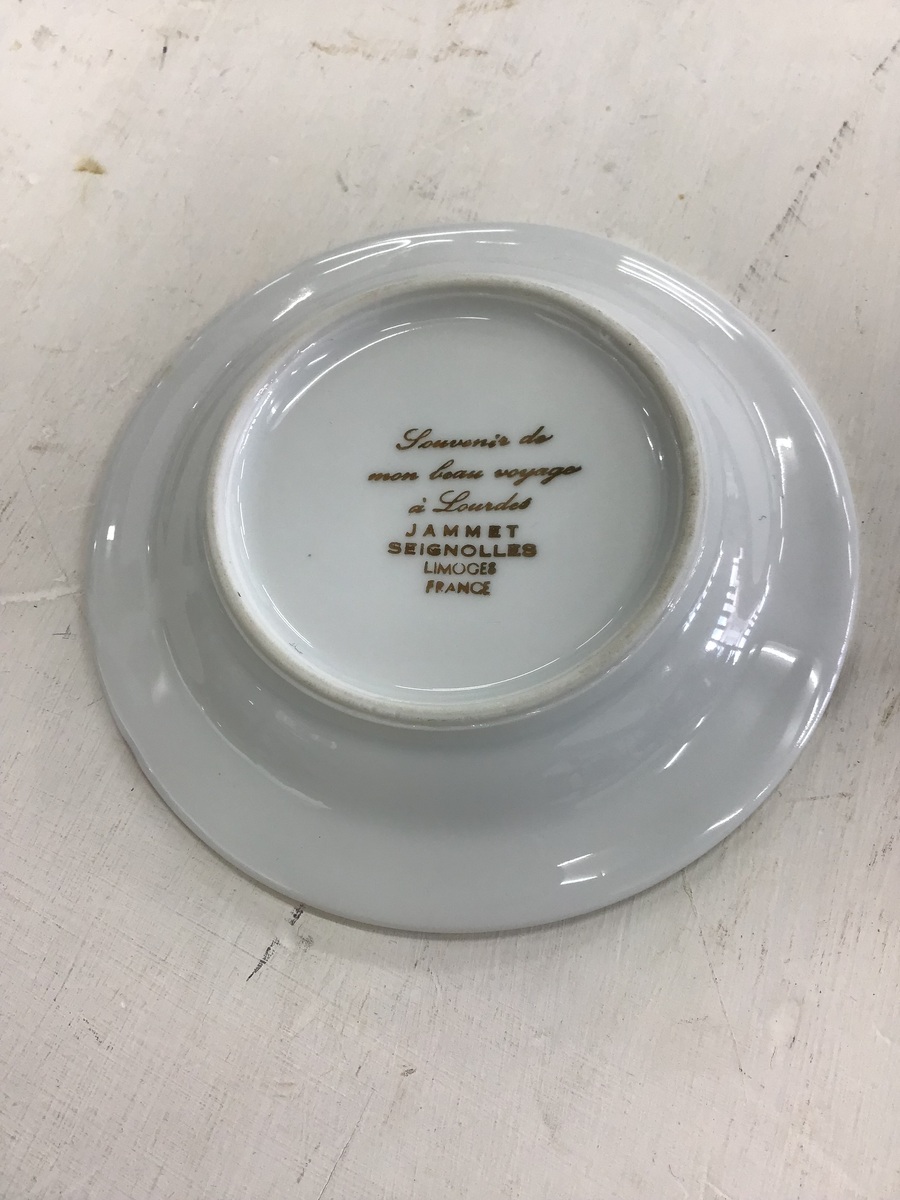 Souvenir de
mon beau voyage
à Lourdes
JAMMET
SEIGNOLLES
LIMOGES
FRANCE